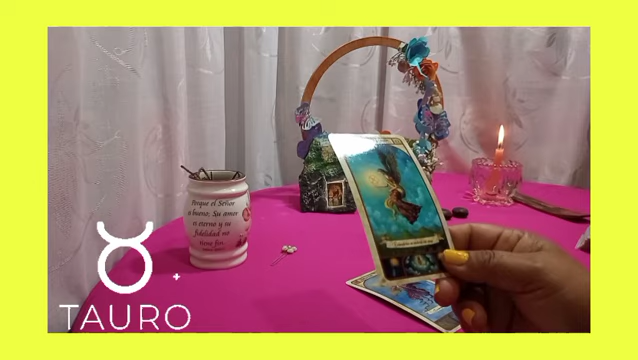 Porque el Señor
es bueno; Su amor
es eterno y su
fidelidad no
tiene fin.
TAURO